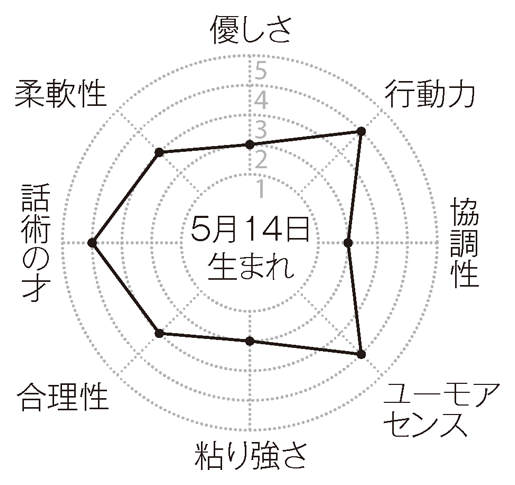 優しさ
行動力
協調性
ユーモア
センス
粘り強さ
合理性
話術の才
柔軟性
5
4
3
2
1
5月14日
生まれ